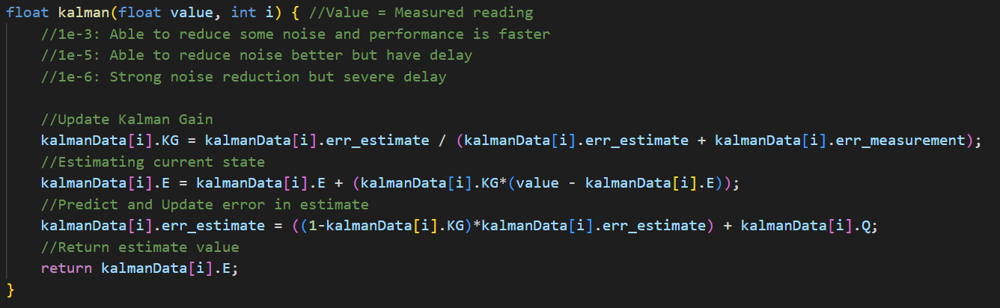 float kalman(float value, int i) { //Value = Measured reading
//1e-3: Able to reduce some noise and performance is faster
//1e-5: Able to reduce noise better but have delay
//1e-6: Strong noise reduction but severe delay
//Update Kalman Gain
kalmanData[i].KG = kalmanData[i].err_estimate / (kalmanData[i].err_estimate + kalmanData[i].err_measurement);
//Estimating current state
kalmanData[i].E = kalmanData[i].E + (kalmanData[i].KG*(value - kalmanData[i].E));
//Predict and Update error in estimate
kalmanData[i].err_estimate = ((1-kalmanData[i].KG)*kalmanData[i].err_estimate) + kalmanData[i].Q;
//Return estimate value
return kalmanData[i].E;
}